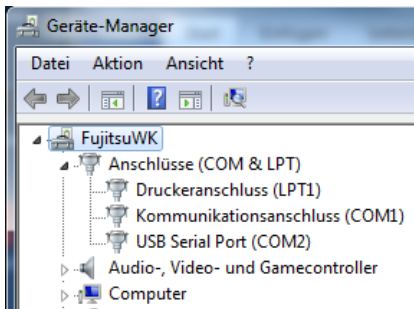 Geräte-Manager
Datei Aktion Ansicht ?
FujitsuWK
Anschlüsse (COM & LPT)
Druckeranschluss (LPT1)
Kommunikationsanschluss (COM1)
USB Serial Port (COM2)
Audio-, Video- und Gamecontroller
Computer